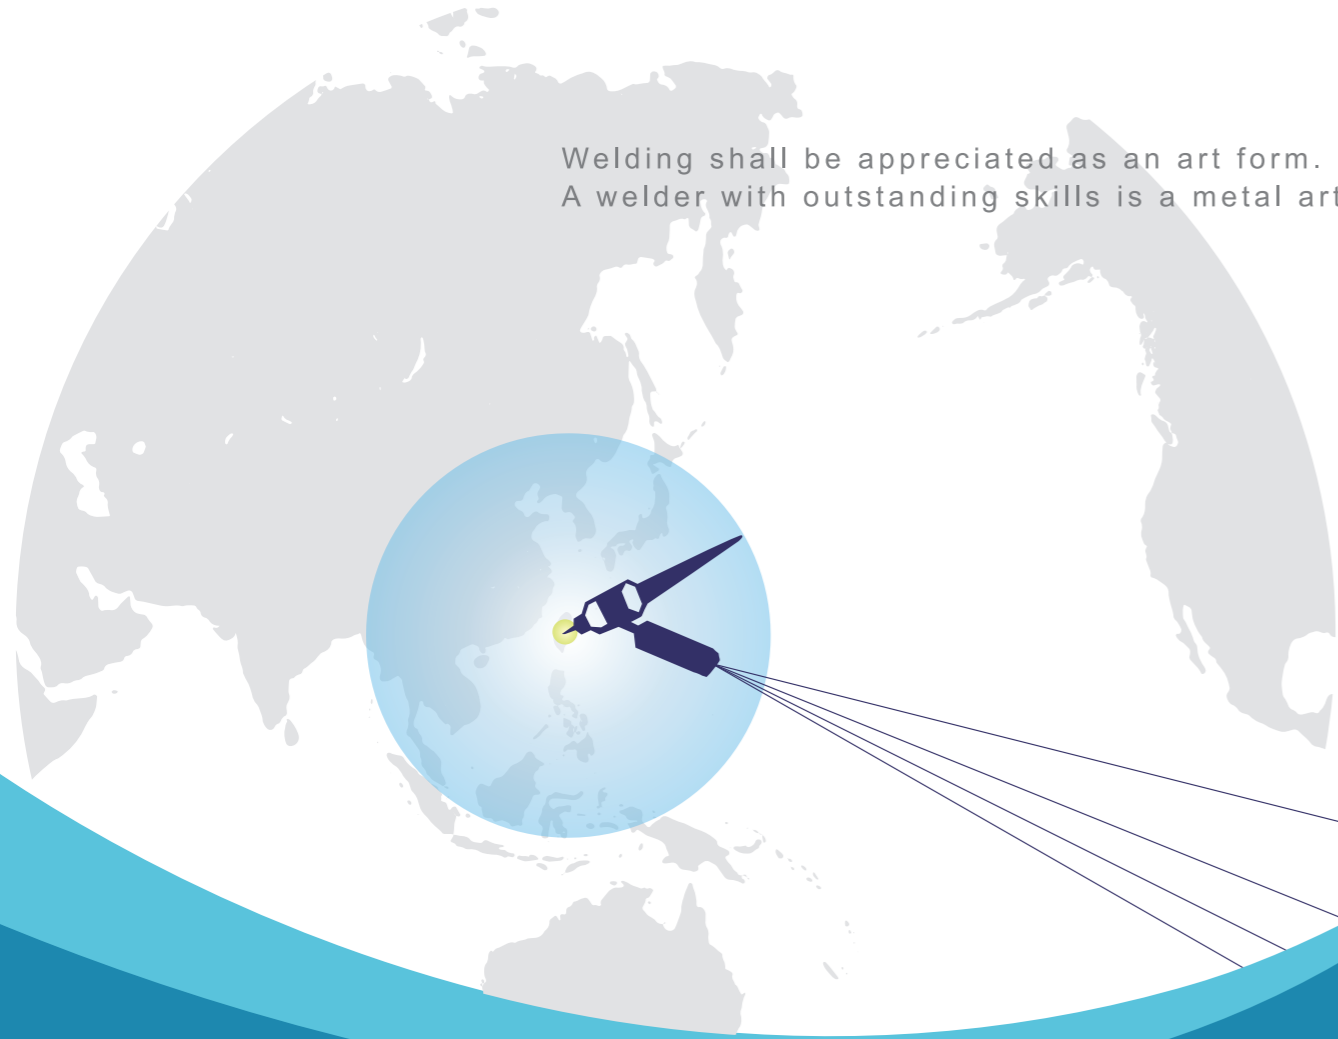 Welding shall be appreciated as an art form.
A welder with outstanding skills is a metal art